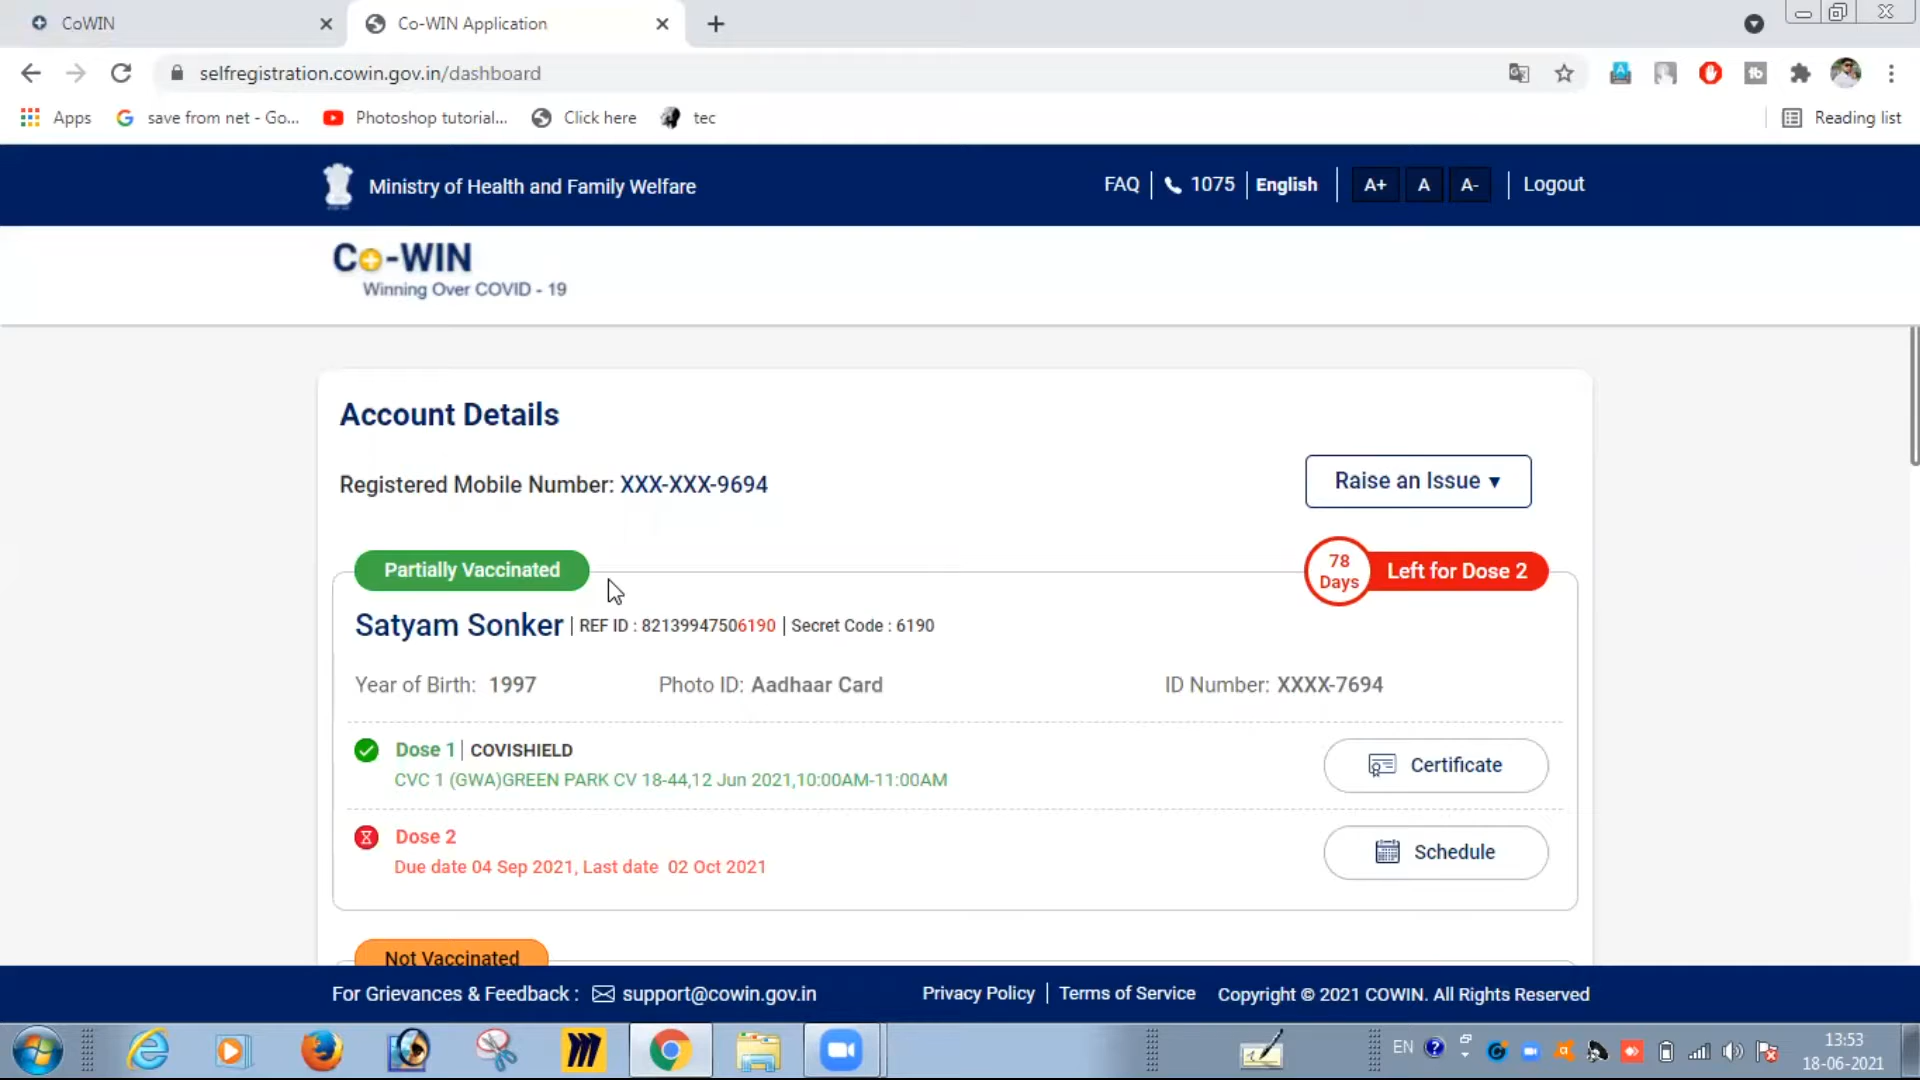 CoWIN
Co-WIN Application
selfregistration.cowin.gov.in/dashboard
Apps
save from net - Go...
Photoshop tutorial...
Click here
tec
Reading list
Ministry of Health and Family Welfare
FAQ
1075
English
A+
A
A-
Logout
Co-WIN
Winning Over COVID - 19
Account Details
Registered Mobile Number: XXX-XXX-9694
Raise an Issue ▾
Partially Vaccinated
78 Days
Left for Dose 2
Satyam Sonker | REF ID : 82139947506190 | Secret Code : 6190
Year of Birth: 1997
Photo ID: Aadhaar Card
ID Number: XXXX-7694
Dose 1 | COVISHIELD
CVC 1 (GWA)GREEN PARK CV 18-44,12 Jun 2021,10:00AM-11:00AM
Certificate
Dose 2
Due date 04 Sep 2021, Last date 02 Oct 2021
Schedule
Not Vaccinated
For Grievances & Feedback : support@cowin.gov.in
Privacy Policy | Terms of Service
Copyright © 2021 COWIN. All Rights Reserved
EN
13:53
18-06-2021